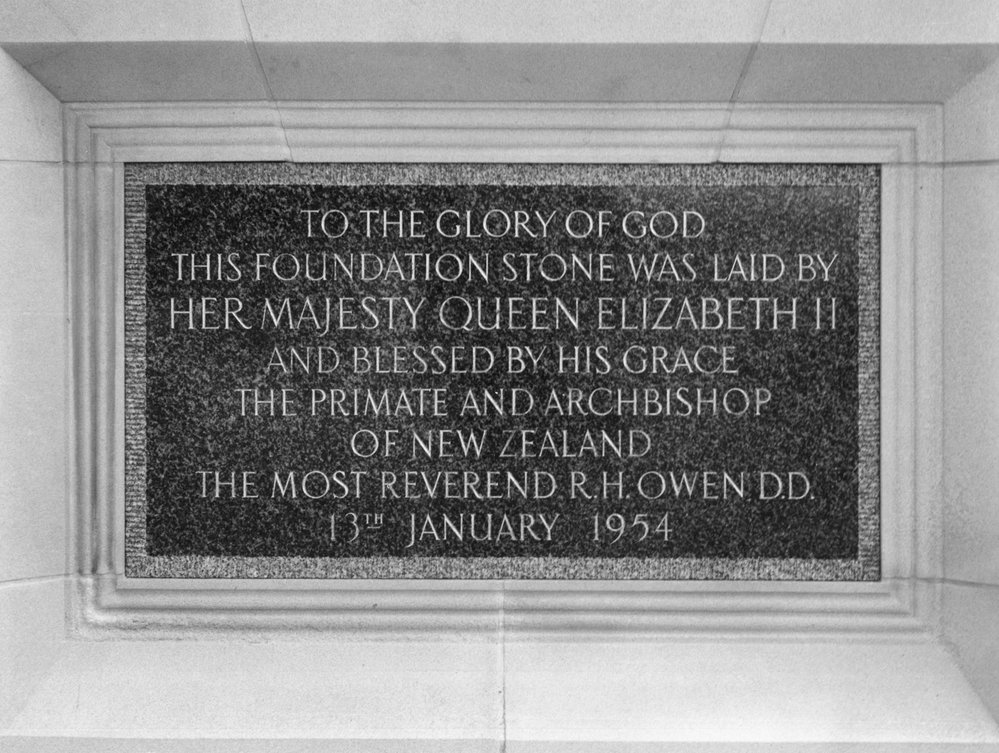 TO THE GLORY OF GOD
THIS FOUNDATION STONE WAS LAID BY
HER MAJESTY QUEEN ELIZABETH II
AND BLESSED BY HIS GRACE
THE PRIMATE AND ARCHBISHOP
OF NEW ZEALAND
THE MOST REVEREND R.H. OWEN D.D.
13TH JANUARY 1954